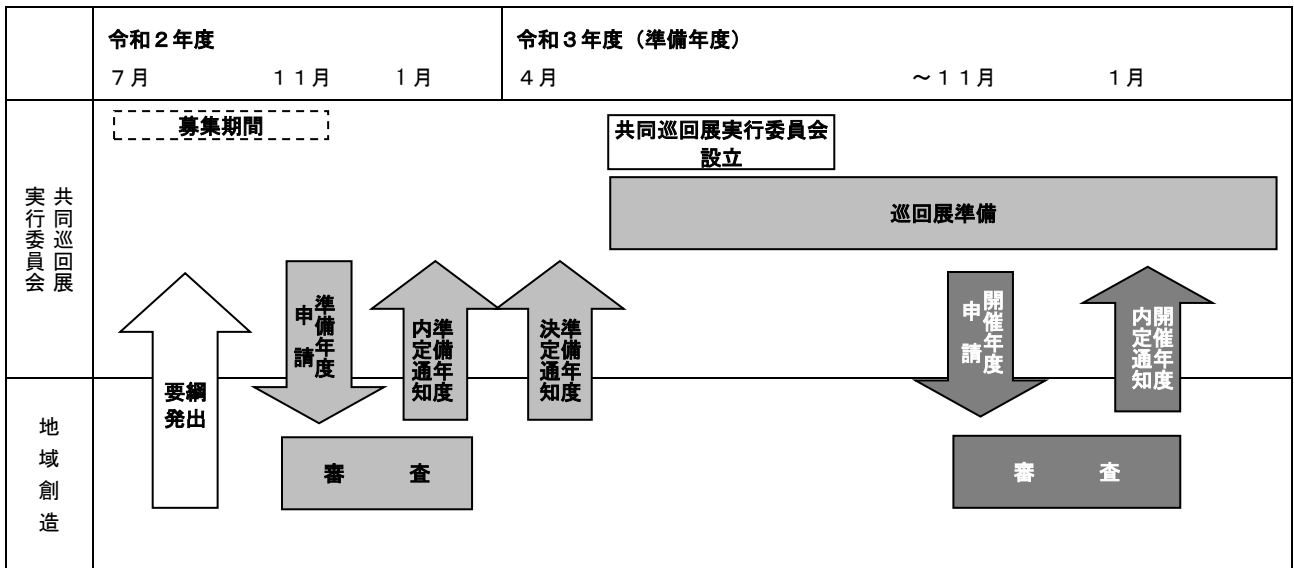 令和２年度
令和３年度（準備年度）
７月
１１月
１月
４月
～１１月
１月
共同巡回展
実行委員会
募集期間
共同巡回展実行委員会
設立
巡回展準備
準備年度
申請
準備年度
内定通知
準備年度
決定通知
開催年度
申請
開催年度
内定通知
要綱
発出
地域創造
審　査
審　査